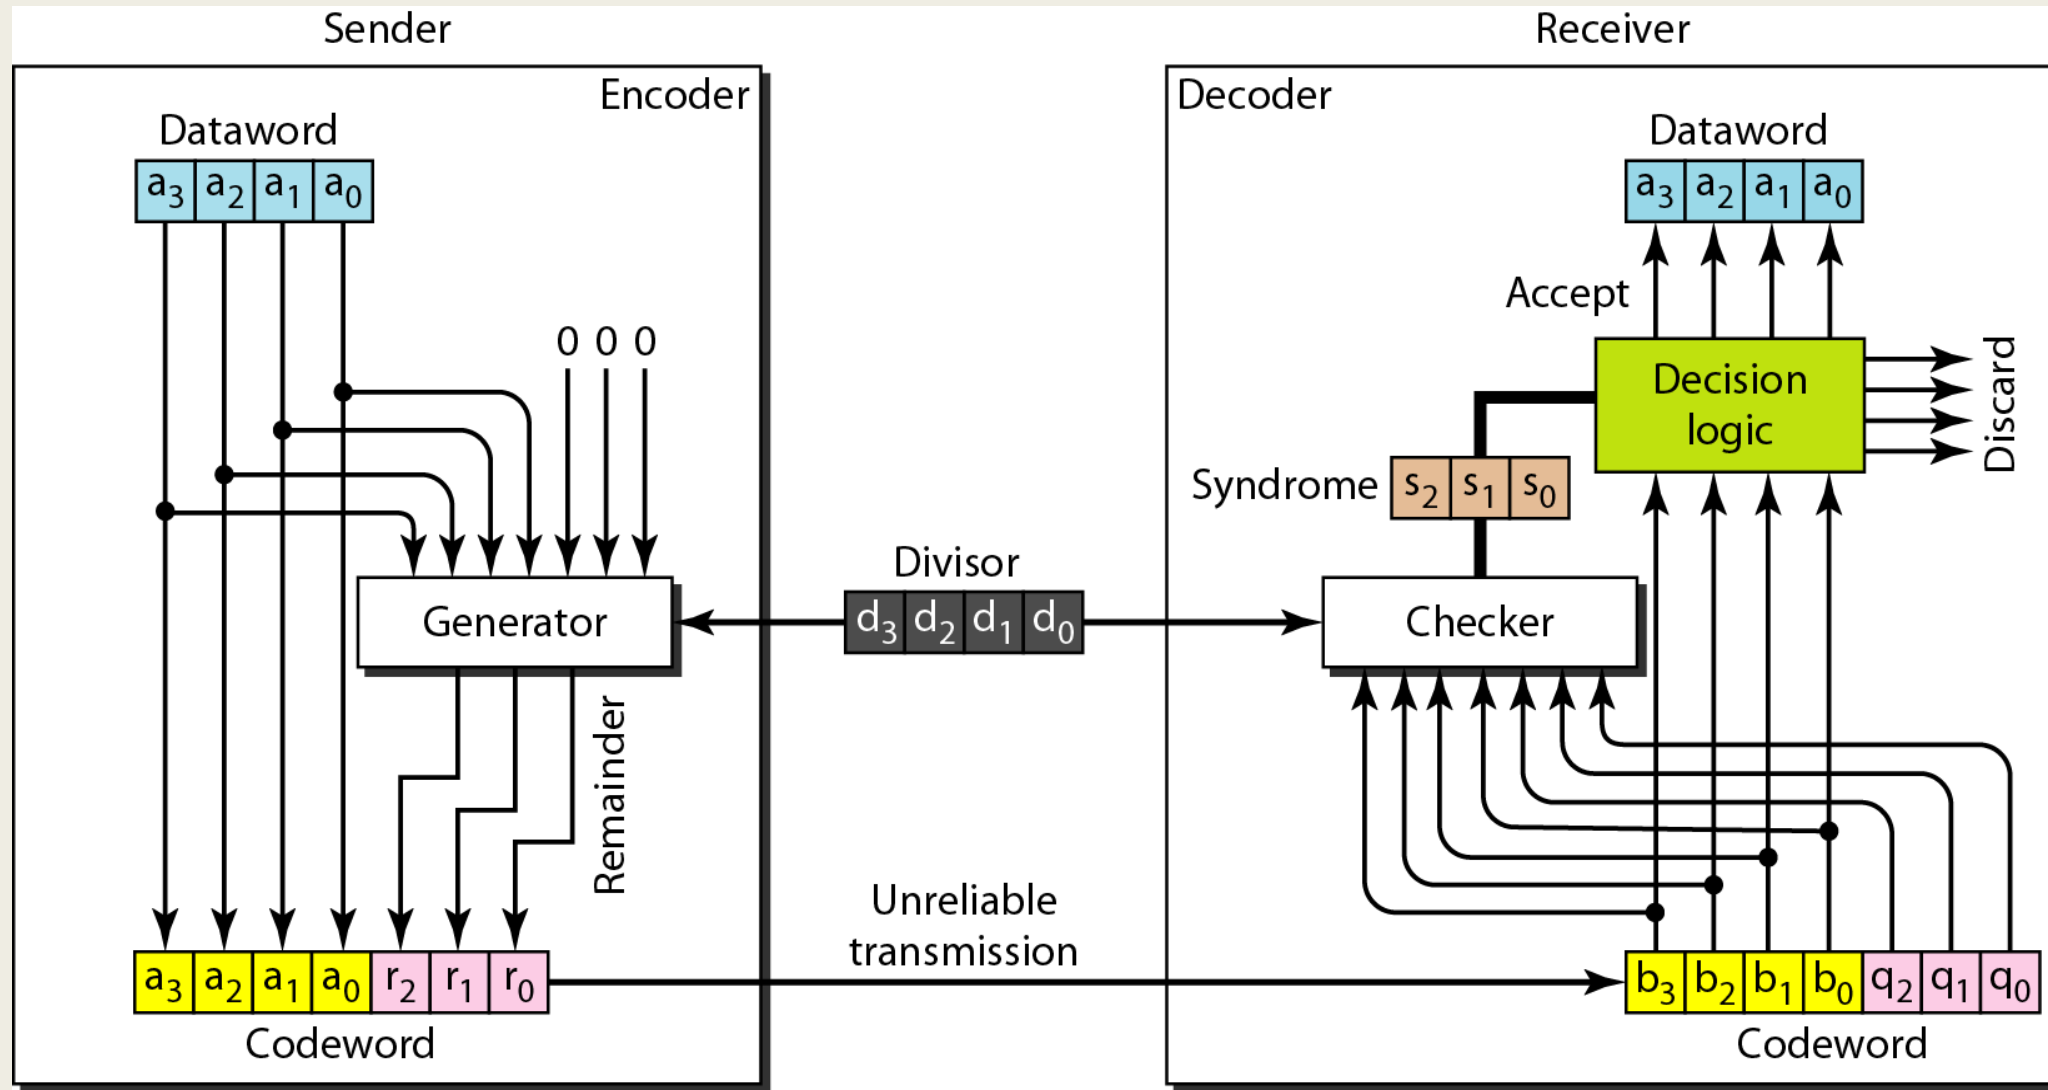 Sender
Encoder
Dataword
a3 a2 a1 a0
0 0 0
Generator
Remainder
a3 a2 a1 a0 r2 r1 r0
Codeword
Divisor
d3 d2 d1 d0
Unreliable
transmission
Receiver
Decoder
Dataword
a3 a2 a1 a0
Accept
Decision
logic
Discard
Syndrome
s2 s1 s0
Checker
b3 b2 b1 b0 q2 q1 q0
Codeword